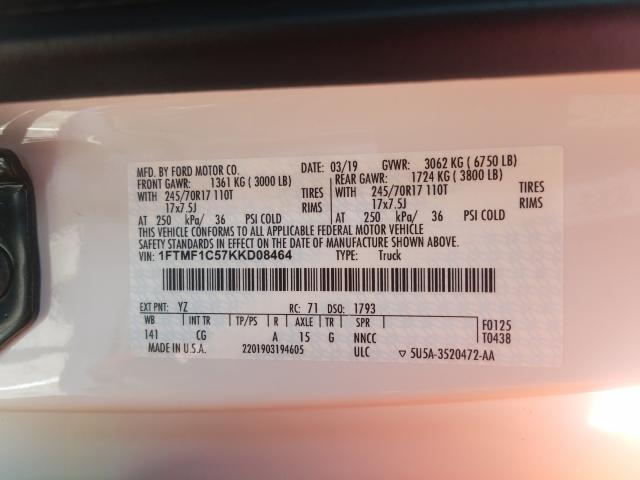 MFD. BY FORD MOTOR CO. DATE: 03/19 GVWR: 3062 KG ( 6750 LB)
FRONT GAWR: 1361 KG ( 3000 LB) REAR GAWR: 1724 KG ( 3800 LB)
WITH 245/70R17 110T TIRES WITH 245/70R17 110T TIRES
17x7.5J RIMS 17x7.5J RIMS
AT 250 kPa/ 36 PSI COLD AT 250 kPa/ 36 PSI COLD
THIS VEHICLE CONFORMS TO ALL APPLICABLE FEDERAL MOTOR VEHICLE
SAFETY STANDARDS IN EFFECT ON THE DATE OF MANUFACTURE SHOWN ABOVE.
VIN: 1FTMF1C57KKD08464 TYPE: Truck
EXT PNT: YZ RC: 71 DSO: 1793
WB INT TR TP/PS R AXLE TR SPR F0125
141 CG A 15 G NNCC T0438
MADE IN U.S.A. 2201903194605 ULC 5U5A-3520472-AA